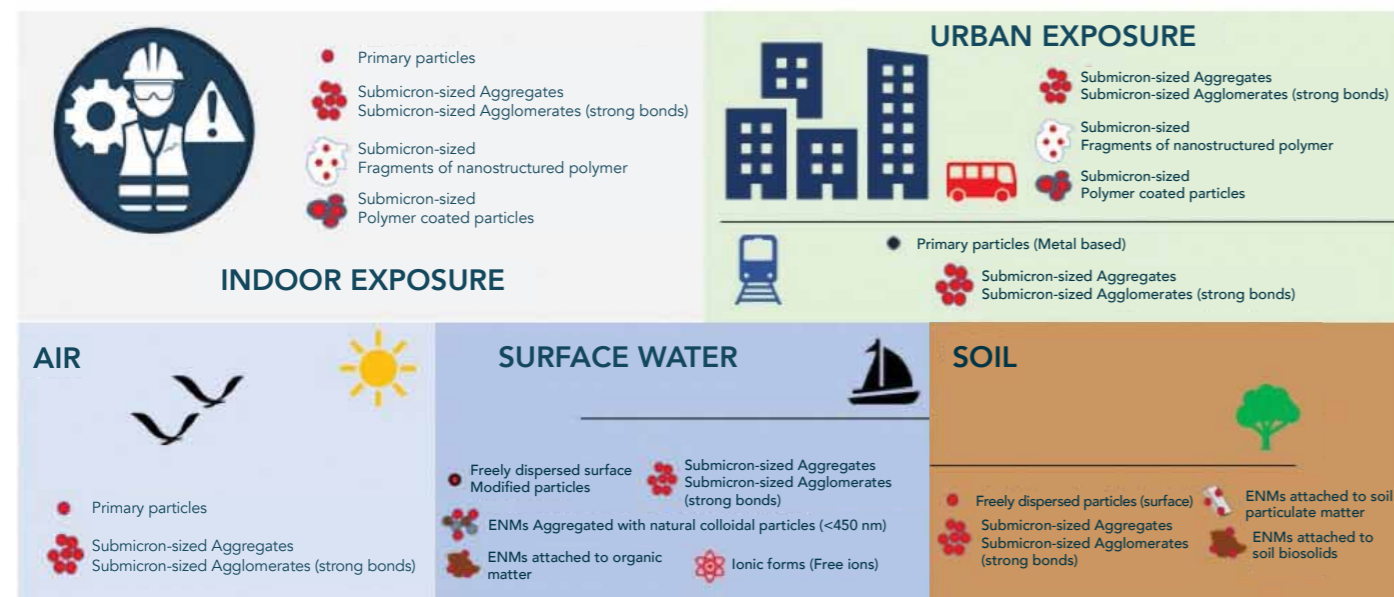 Primary particles
Submicron-sized Aggregates
Submicron-sized Agglomerates (strong bonds)
Submicron-sized
Fragments of nanostructured polymer
Submicron-sized
Polymer coated particles
INDOOR EXPOSURE
URBAN EXPOSURE
Submicron-sized Aggregates
Submicron-sized Agglomerates (strong bonds)
Submicron-sized
Fragments of nanostructured polymer
Submicron-sized
Polymer coated particles
Primary particles (Metal based)
Submicron-sized Aggregates
Submicron-sized Agglomerates (strong bonds)
AIR
Primary particles
Submicron-sized Aggregates
Submicron-sized Agglomerates (strong bonds)
SURFACE WATER
Freely dispersed surface
Modified particles
Submicron-sized Aggregates
Submicron-sized Agglomerates
(strong bonds)
ENMs Aggregated with natural colloidal particles (<450 nm)
ENMs attached to organic
matter
Ionic forms (Free ions)
SOIL
Freely dispersed particles (surface)
Submicron-sized Aggregates
Submicron-sized Agglomerates
(strong bonds)
ENMs attached to soil
particulate matter
ENMs attached to
soil biosolids